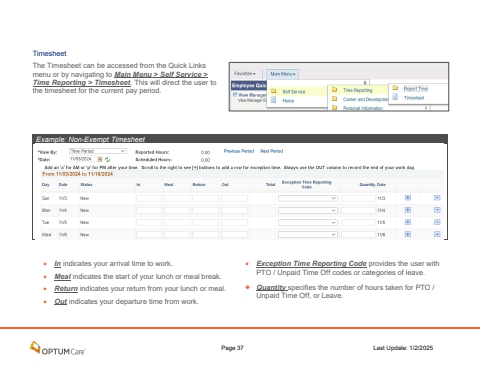 Timesheet
The Timesheet can be accessed from the Quick Links
menu or by navigating to Main Menu > Self Service >
Time Reporting > Timesheet. This will direct the user to
the timesheet for the current pay period.
Favorites Main Menu
Employee Quic
View Manager
View Manager C
Self Service
Home
Time Reporting
Career and Developmen
Personal Information
Report Time
Timesheet
Example: Non-Exempt Timesheet
*View By: Time Period Reported Hours: 0.00 Previous Period Next Period
*Date: 11/03/2024 Scheduled Hours: 0.00
Add an 'a' for AM or 'p' for PM after your time. Scroll to the right to see [+] buttons to add a row for exception time. Always use the OUT column to record the end of your work day.
From 11/03/2024 to 11/16/2024
Day Date Status In Meal Return Out Total Exception Time Reporting Code Quantity Date
Sun 11/3 New 11/3
Mon 11/4 New 11/4
Tue 11/5 New 11/5
Wed 11/6 New 11/6
• In indicates your arrival time to work.
• Meal indicates the start of your lunch or meal break.
• Return indicates your return from your lunch or meal.
• Out indicates your departure time from work.
• Exception Time Reporting Code provides the user with
PTO / Unpaid Time Off codes or categories of leave.
• Quantity specifies the number of hours taken for PTO /
Unpaid Time Off, or Leave.
OPTUMCare
Page 37
Last Update: 1/2/2025